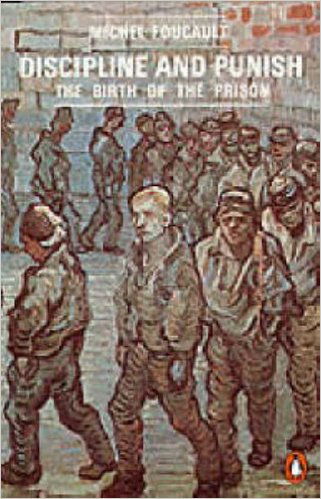 MICHEL FOUCAULT
DISCIPLINE AND PUNISH
THE BIRTH OF THE PRISON